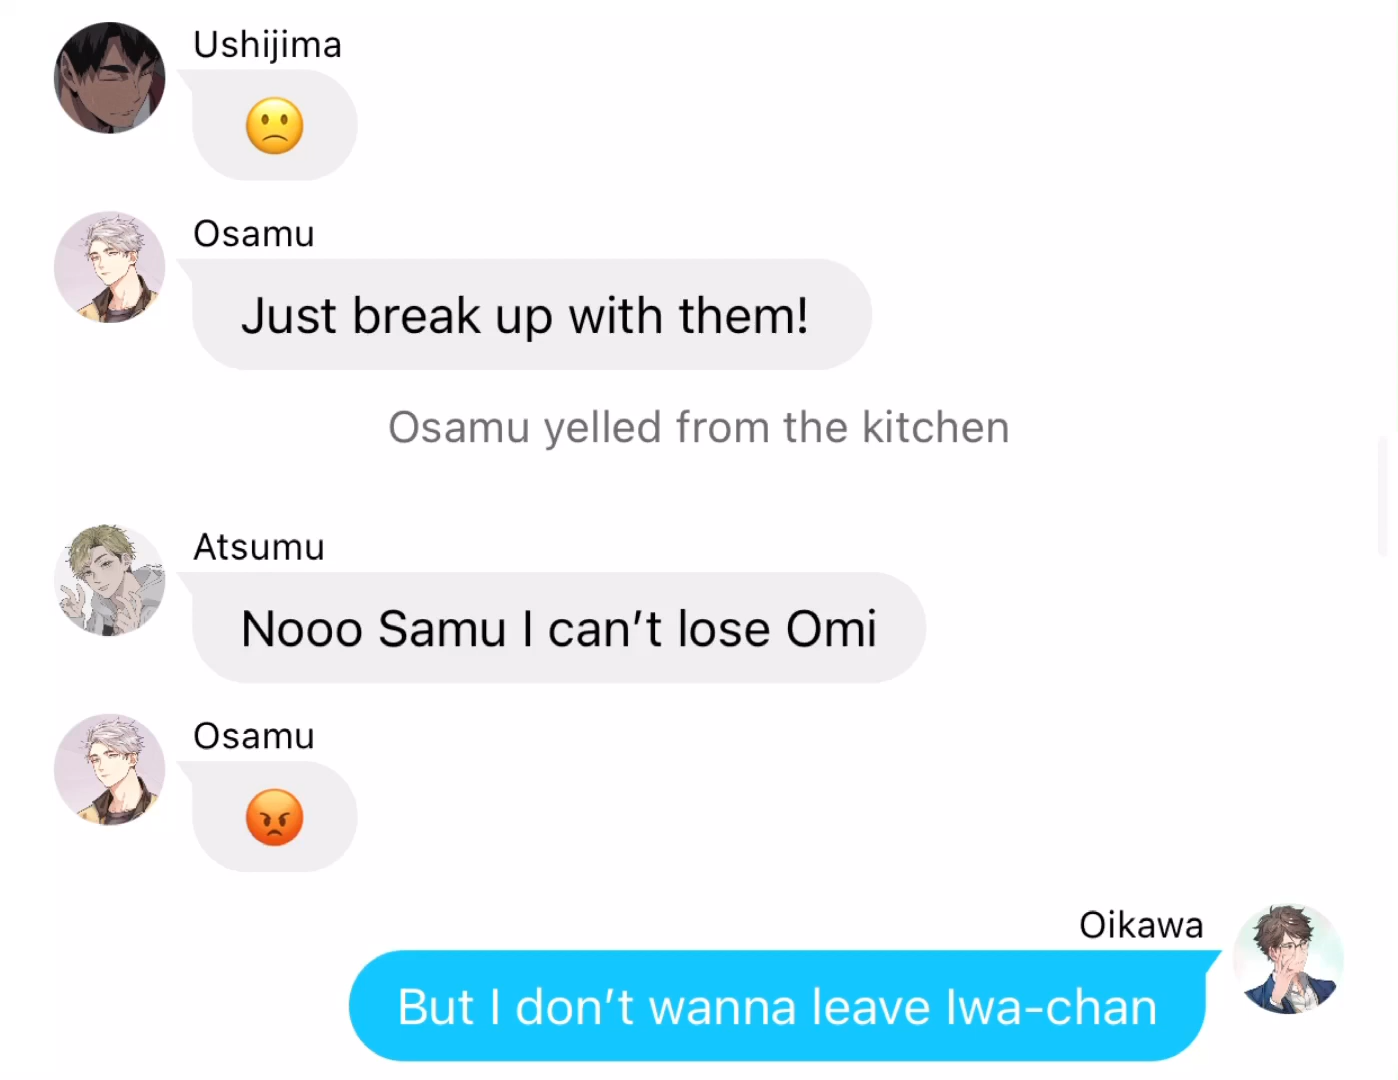 Ushijima
🙁
Osamu
Just break up with them!
Osamu yelled from the kitchen
Atsumu
Nooo Samu I can’t lose Omi
Osamu
😡
Oikawa
But I don’t wanna leave Iwa-chan